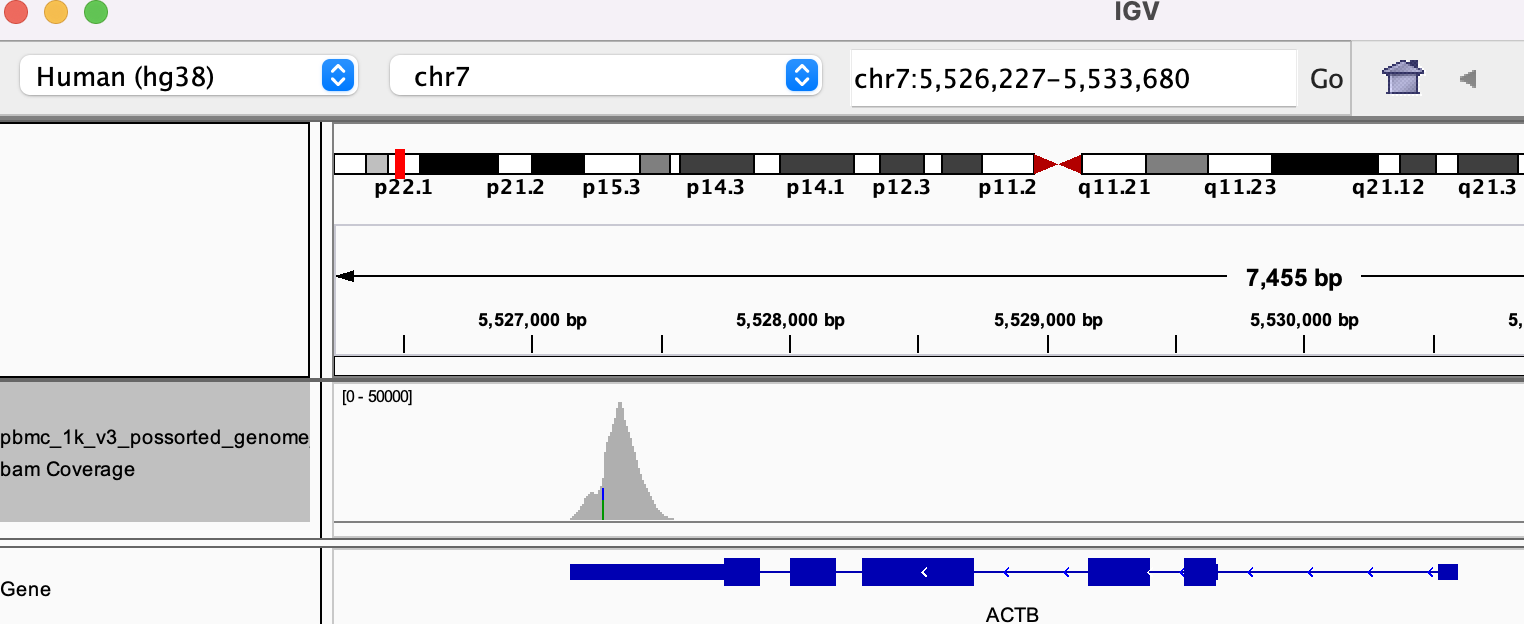 IGV
Human (hg38) chr7 chr7:5,526,227-5,533,680 Go
p22.1 p21.2 p15.3 p14.3 p14.1 p12.3 p11.2 q11.21 q11.23 q21.12 q21.3
7,455 bp
5,527,000 bp 5,528,000 bp 5,529,000 bp 5,530,000 bp 5,
[0 - 50000]
pbmc_1k_v3_possorted_genome
bam Coverage
Gene
ACTB